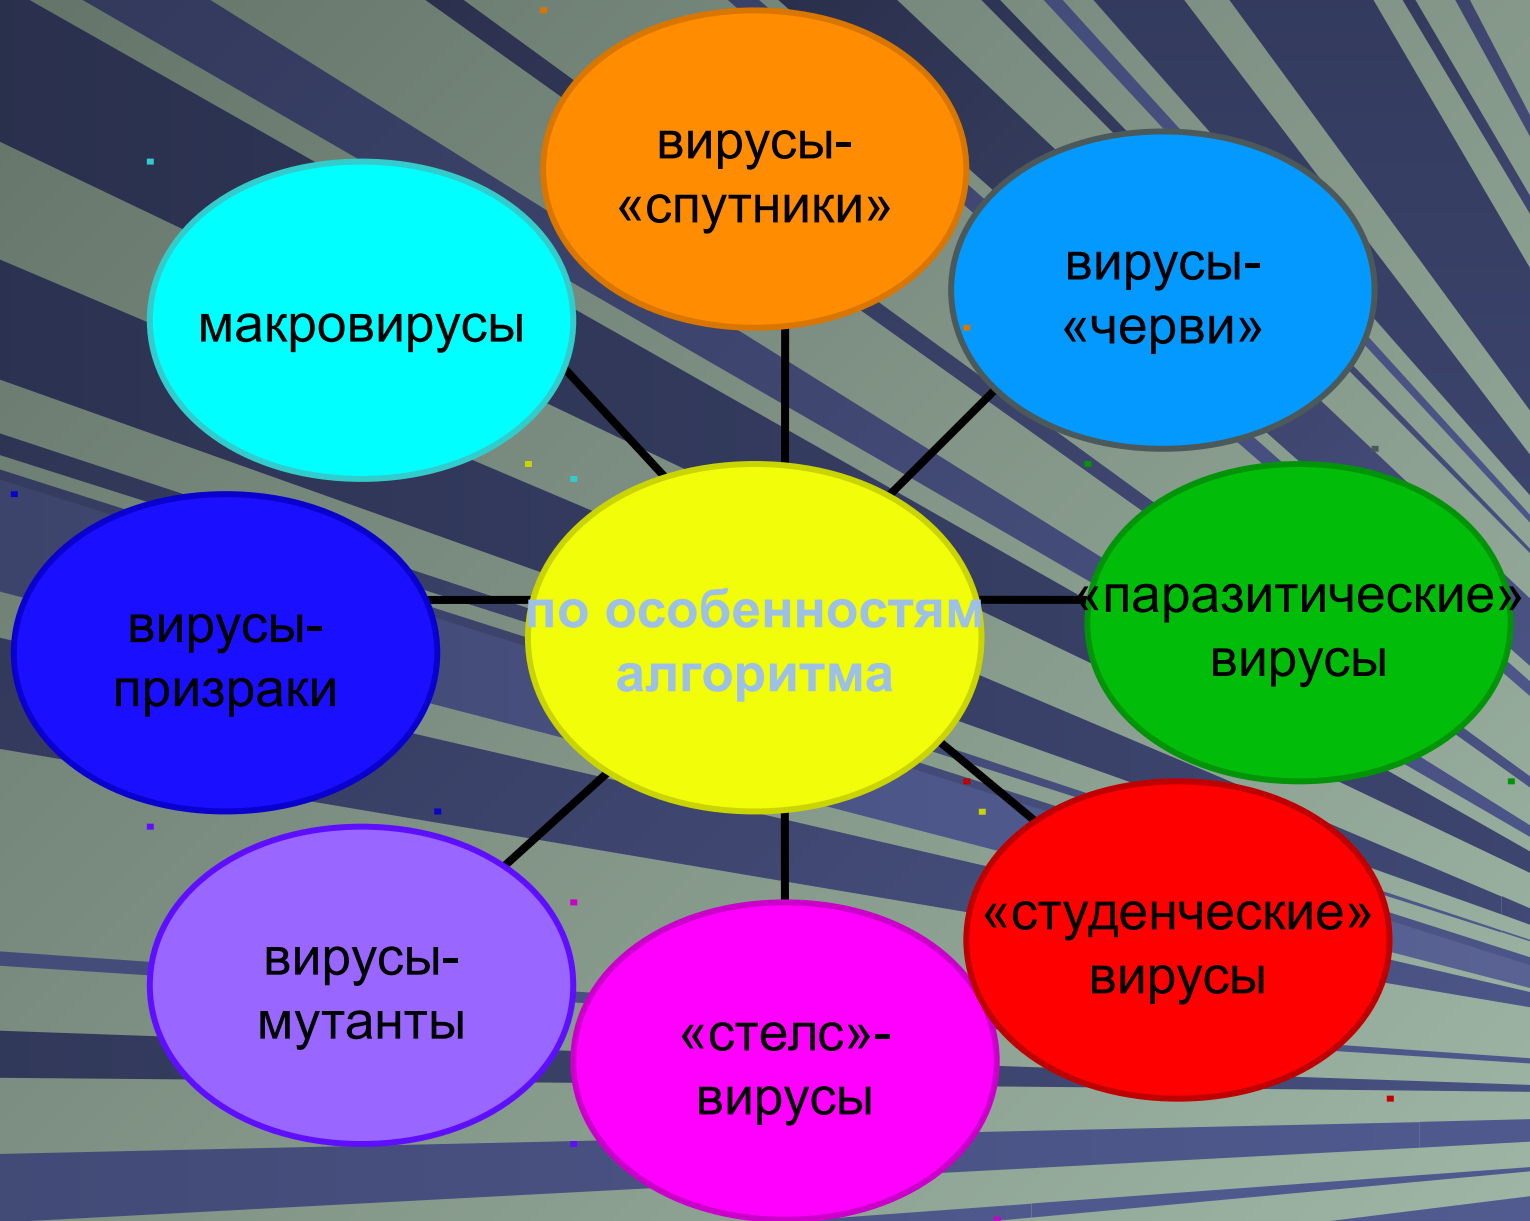 вирусы-
«спутники»
вирусы-
«черви»
макровирусы
«паразитические»
вирусы
по особенностям
алгоритма
вирусы-
призраки
«студенческие»
вирусы
вирусы-
мутанты
«стелс»-
вирусы